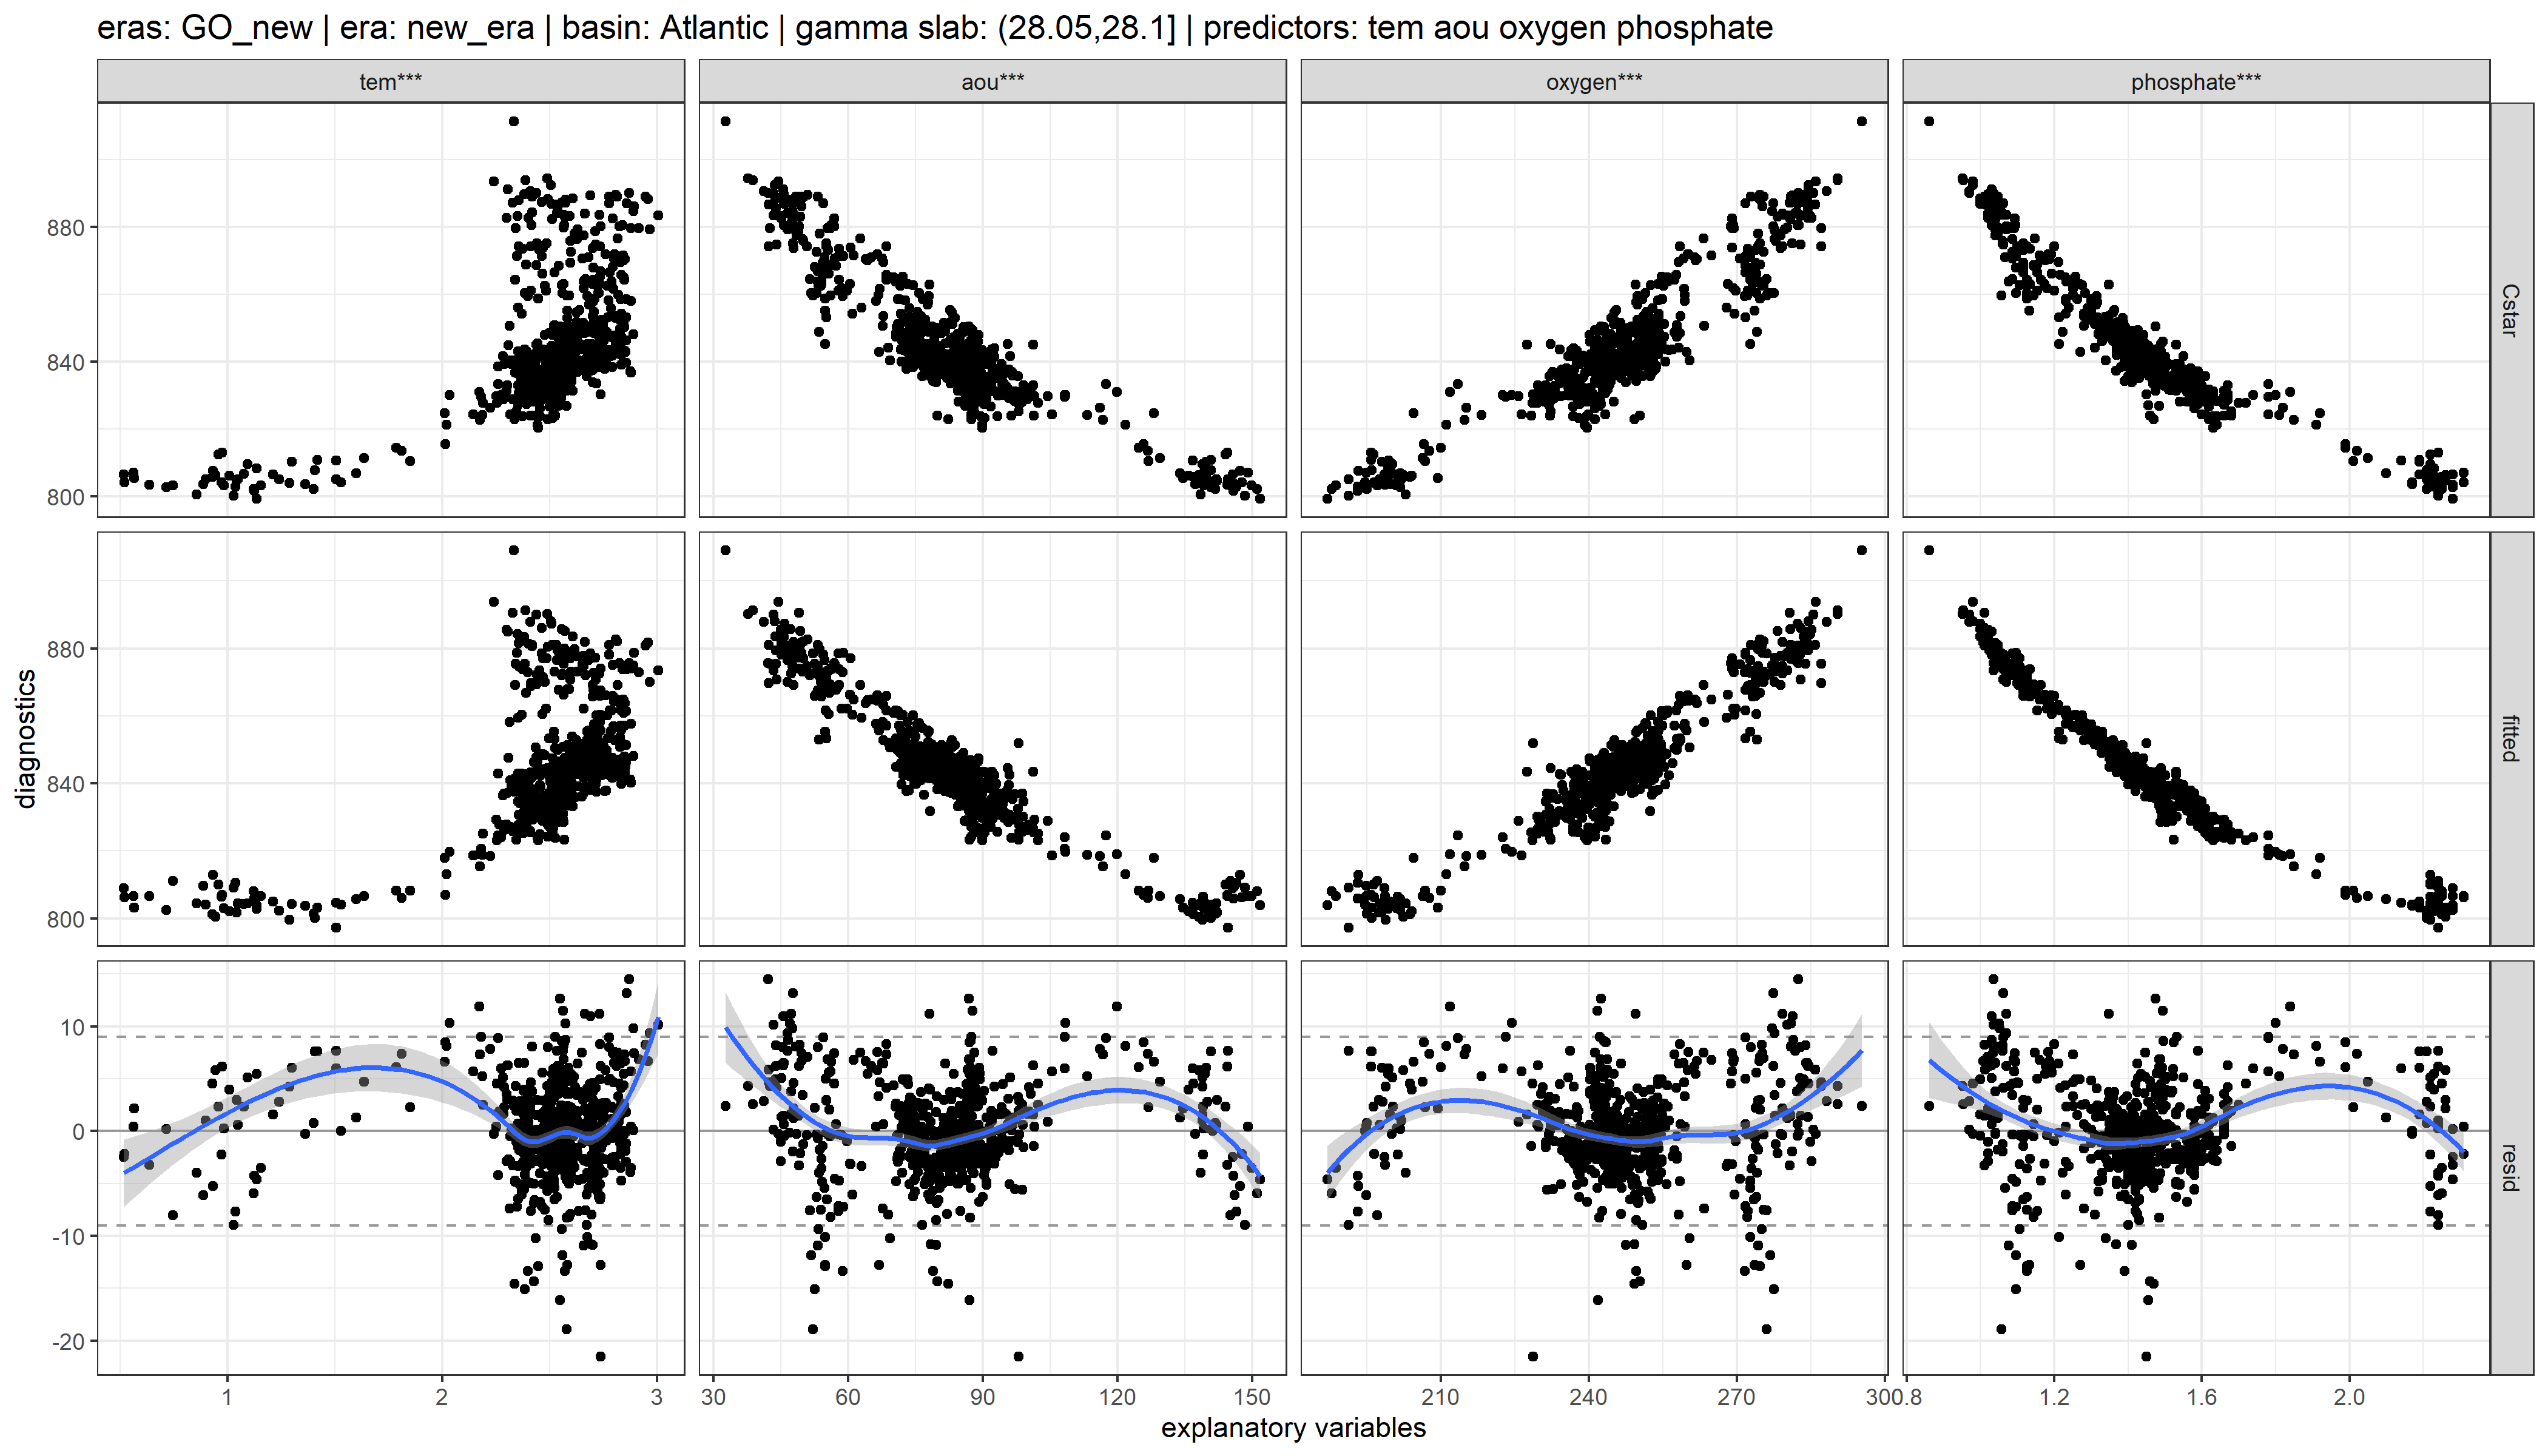 eras: GO_new | era: new_era | basin: Atlantic | gamma slab: (28.05,28.1] | predictors: tem aou oxygen phosphate
tem*** aou*** oxygen*** phosphate***
880
840
800
Cstar
880
840
800
fitted
10
0
-10
-20
resid
diagnostics
1 2 3 30 60 90 120 150 210 240 270 300 0.8 1.2 1.6 2.0
explanatory variables